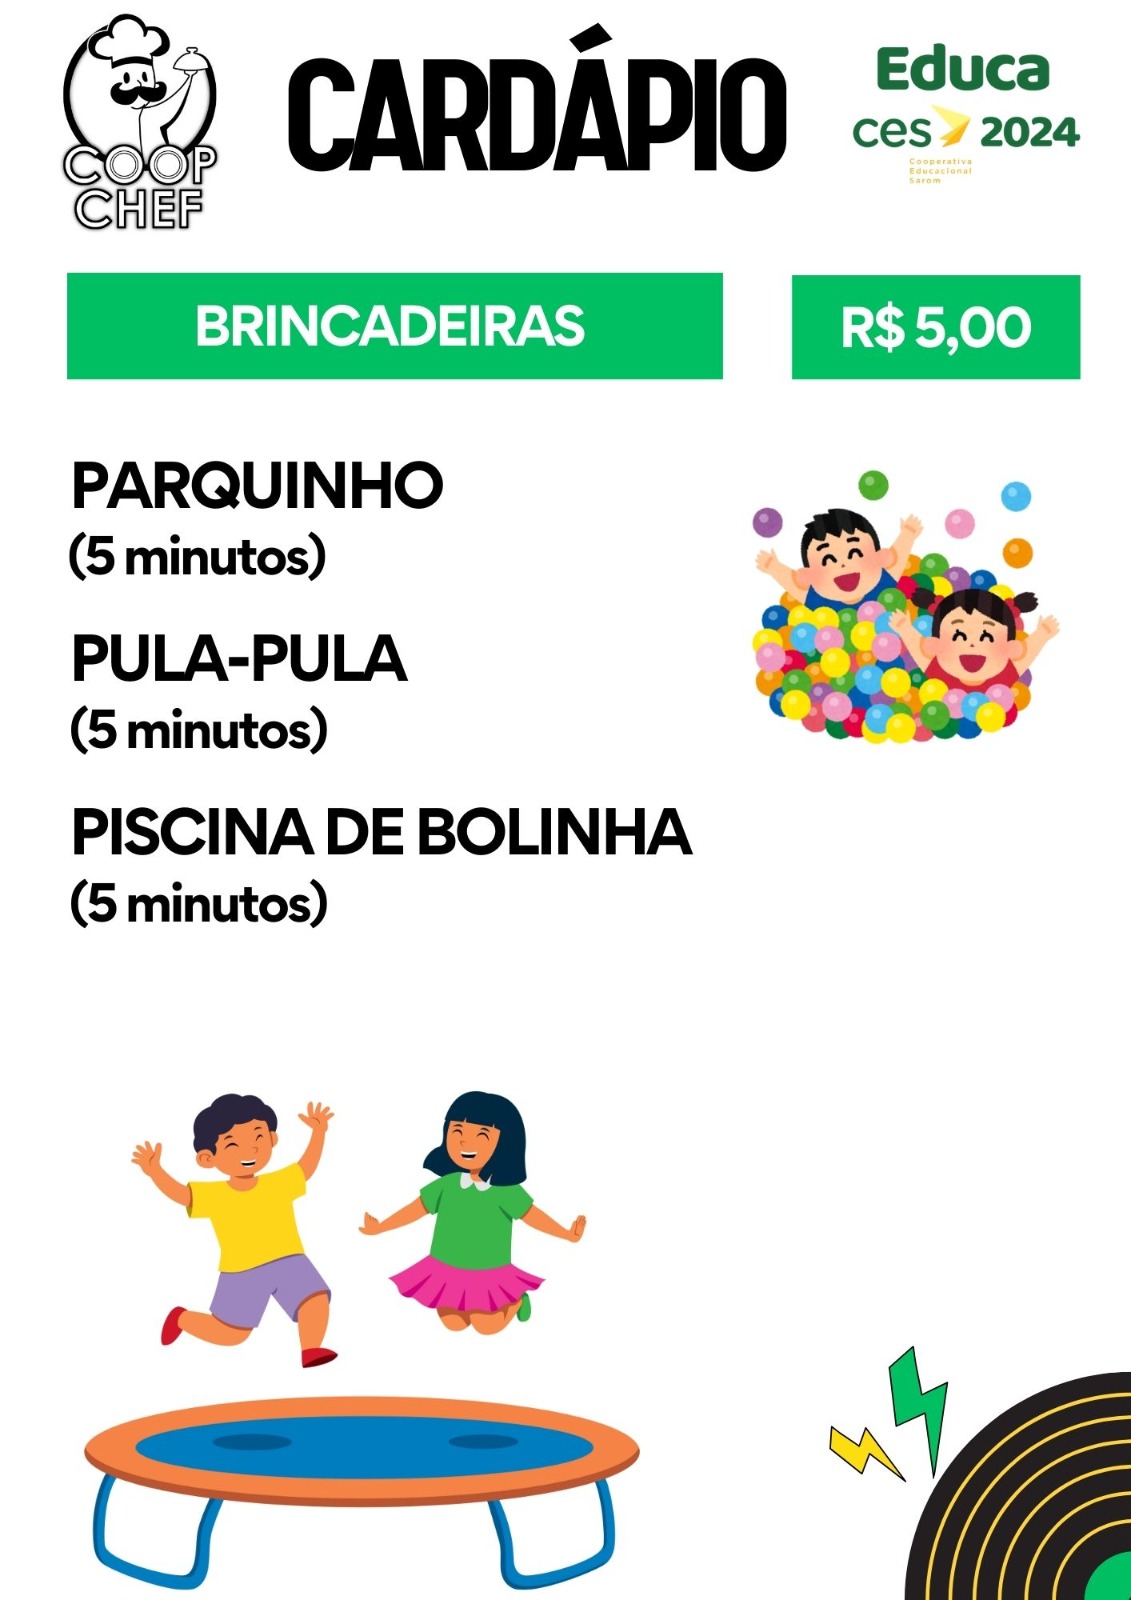 COOP
CHEF
CARDÁPIO
Educa
ces 2024
Cooperativa
Educacional
Sarom
BRINCADEIRAS
R$ 5,00
PARQUINHO
(5 minutos)
PULA-PULA
(5 minutos)
PISCINA DE BOLINHA
(5 minutos)